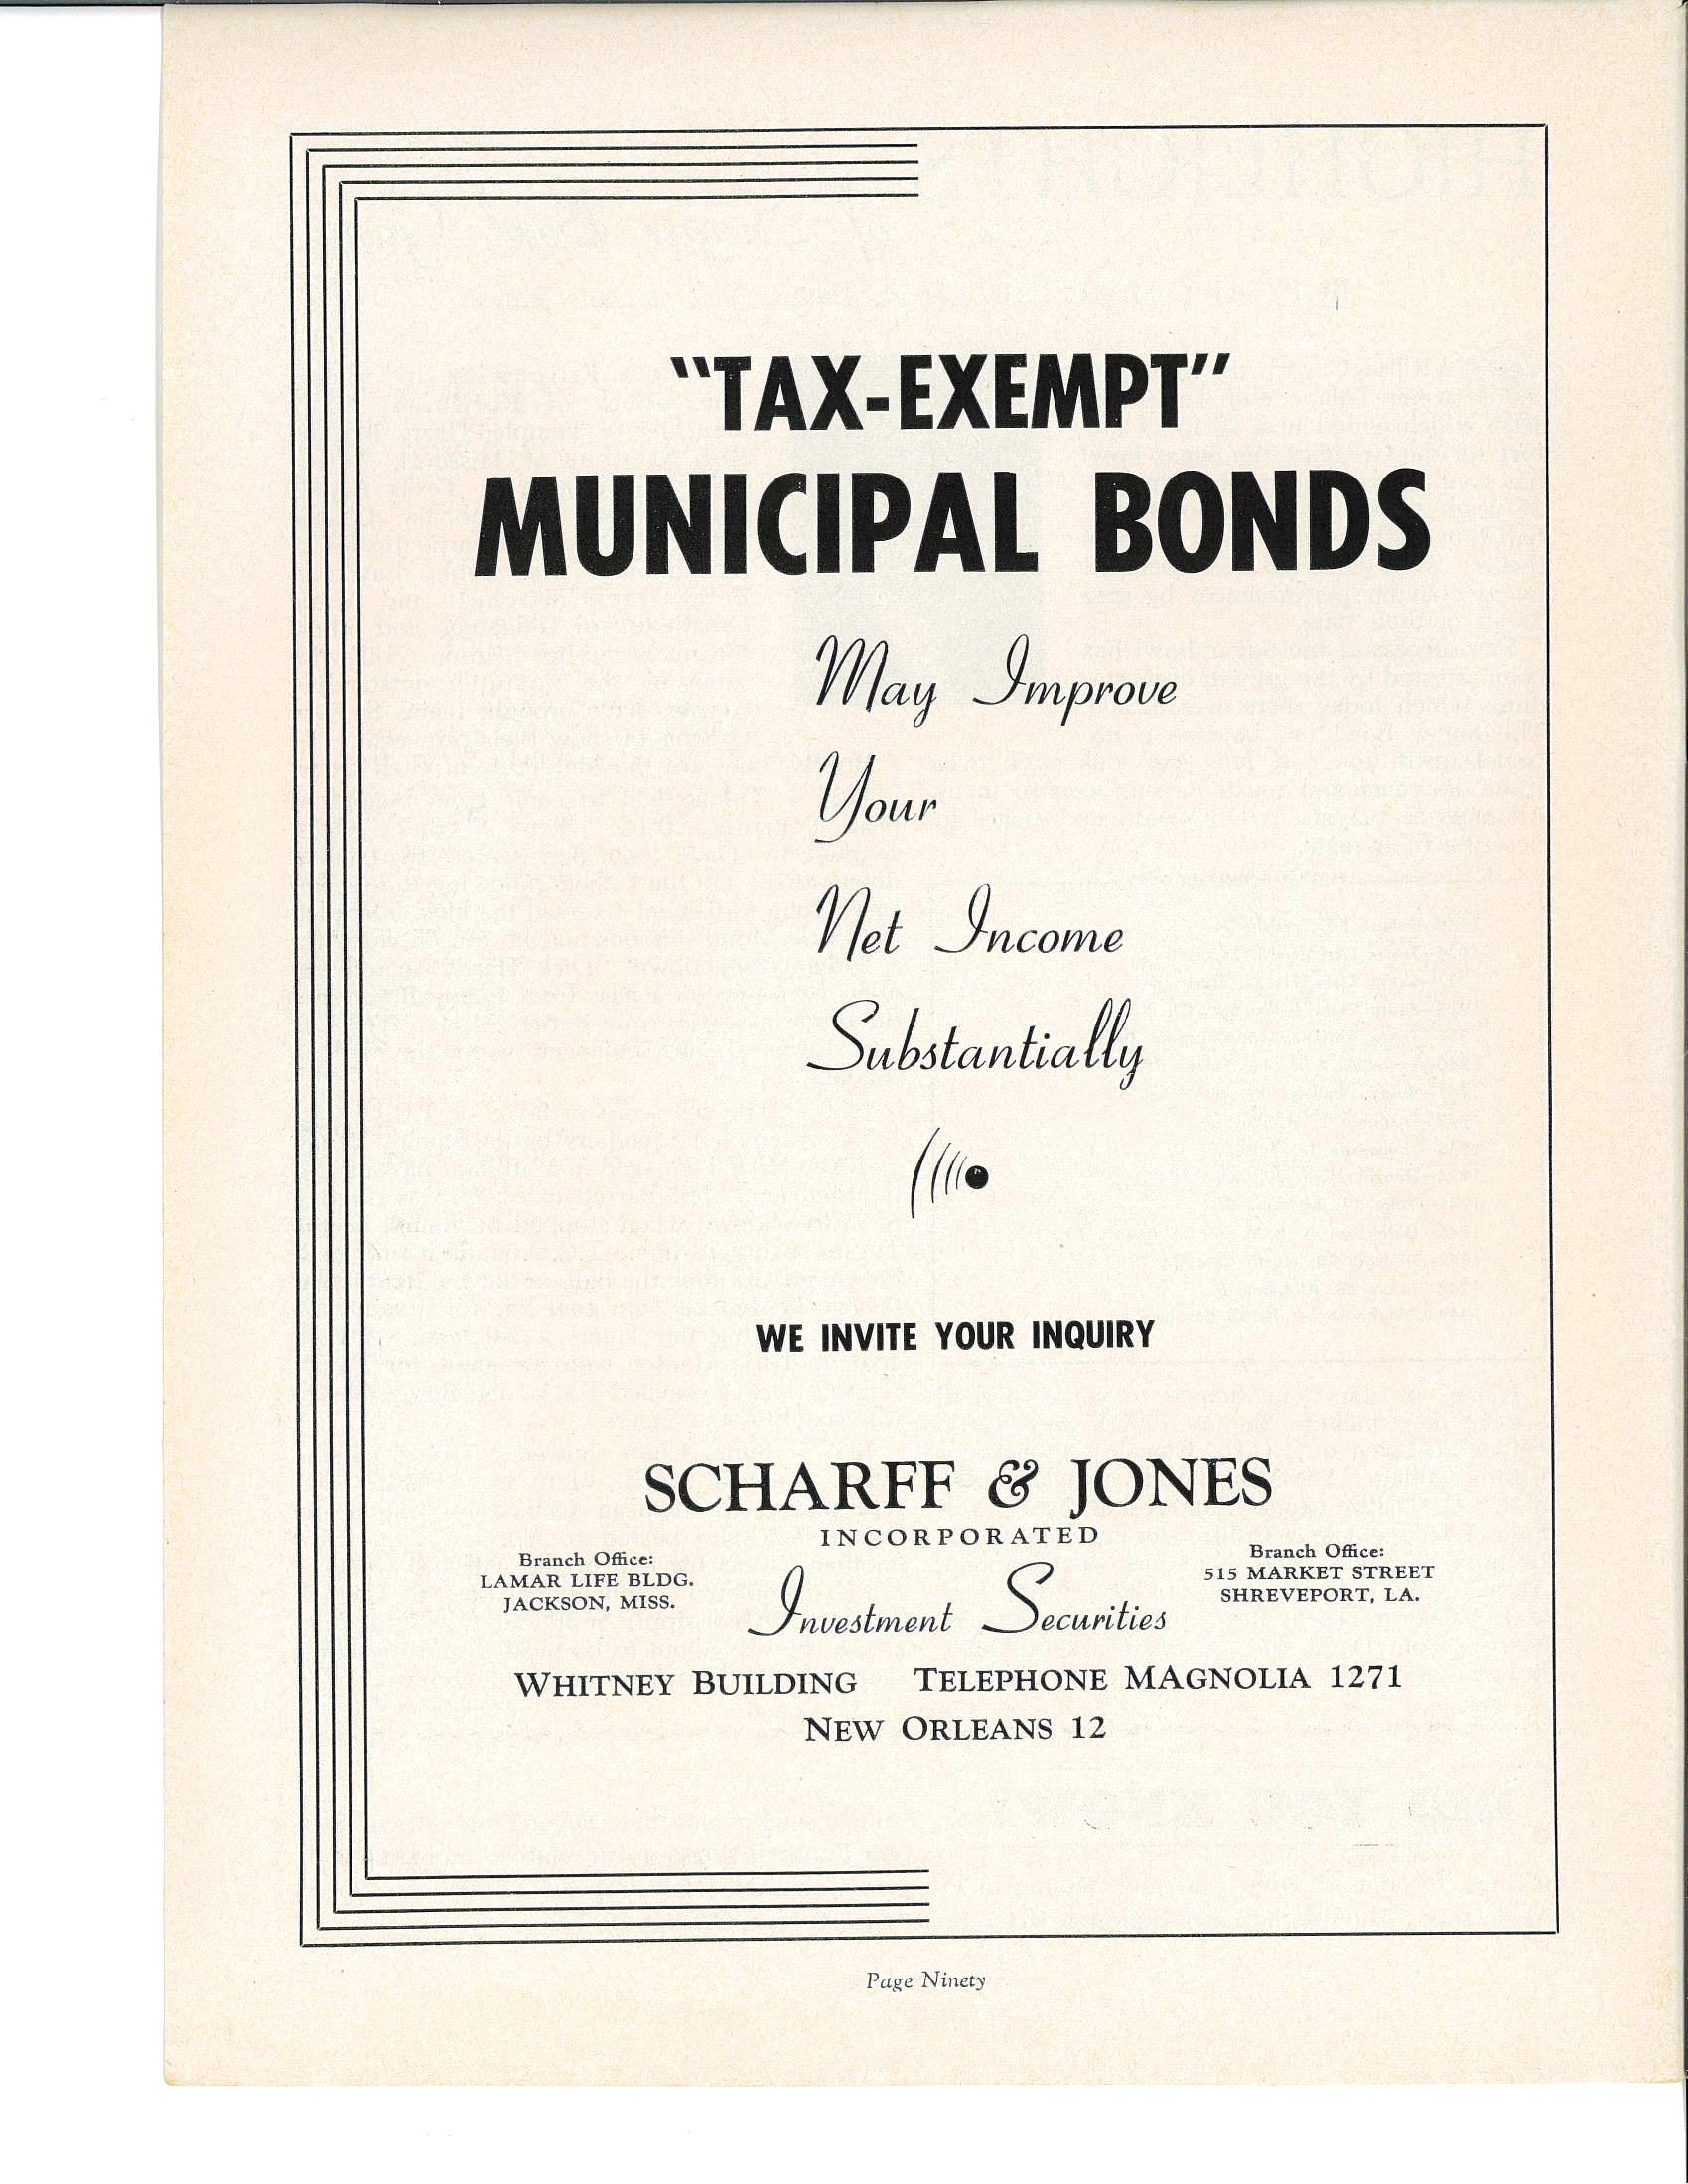 "TAX-EXEMPT"
MUNICIPAL BONDS
May Improve
Your
Net Income
Substantially
WE INVITE YOUR INQUIRY
SCHARFF & JONES
INCORPORATED
Branch Office:
LAMAR LIFE BLDG.
JACKSON, MISS.
Investment Securities
Branch Office:
515 MARKET STREET
SHREVEPORT, LA.
WHITNEY BUILDING TELEPHONE MAGNOLIA 1271
NEW ORLEANS 12
Page Ninety